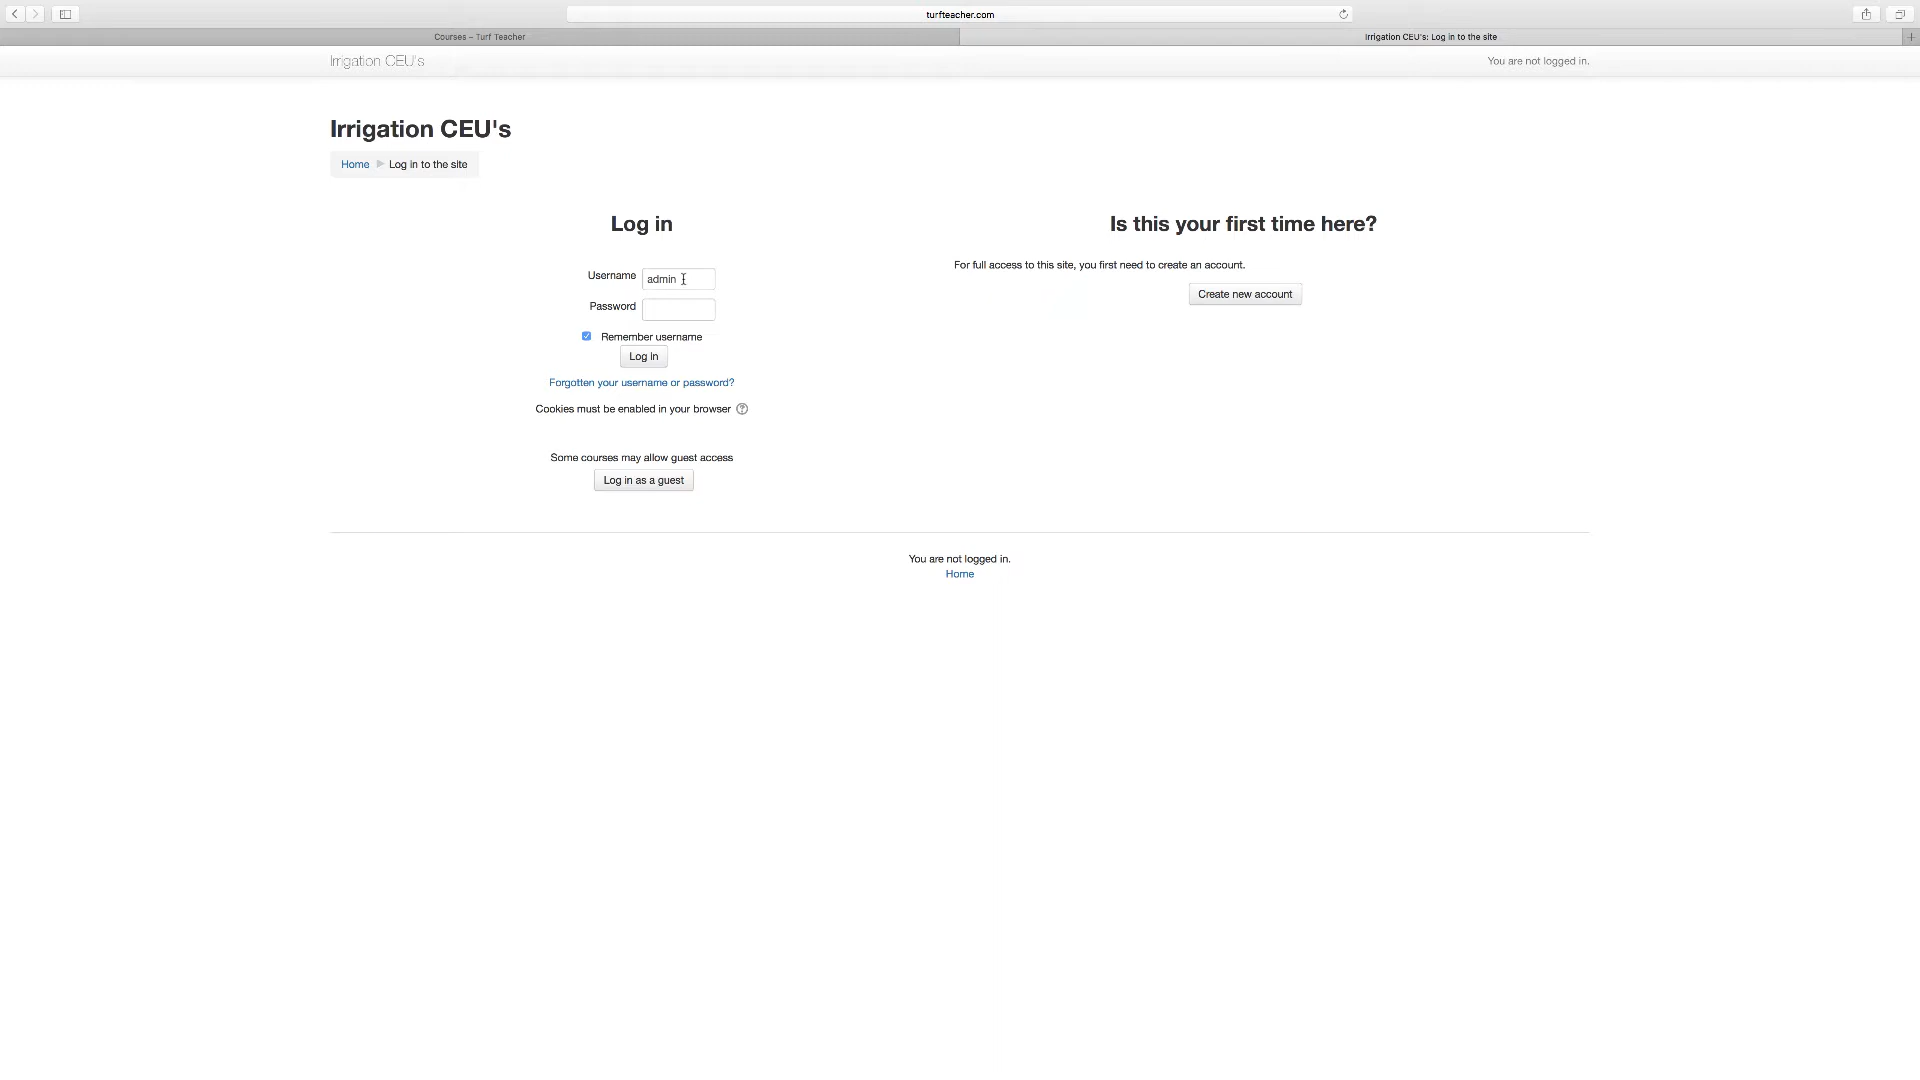 turfteacher.com
Courses – Turf Teacher
Irrigation CEU's: Log in to the site
Irrigation CEU's
You are not logged in.
Irrigation CEU's
Home Log in to the site
Log in
Is this your first time here?
For full access to this site, you first need to create an account.
Create new account
Username admin
Password
Remember username
Log in
Forgotten your username or password?
Cookies must be enabled in your browser
Some courses may allow guest access
Log in as a guest
You are not logged in.
Home